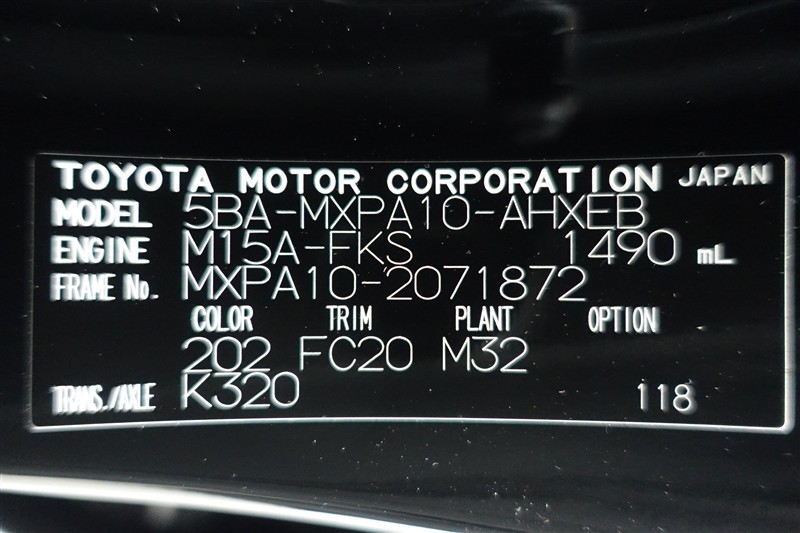 TOYOTA MOTOR CORPORATION JAPAN
MODEL 5BA-MXPA10-AHXEB
ENGINE M15A-FKS 1490 mL
FRAME No. MXPA10-2071872
COLOR TRIM PLANT OPTION
202 FC20 M32
TRANS./AXLE K320 118